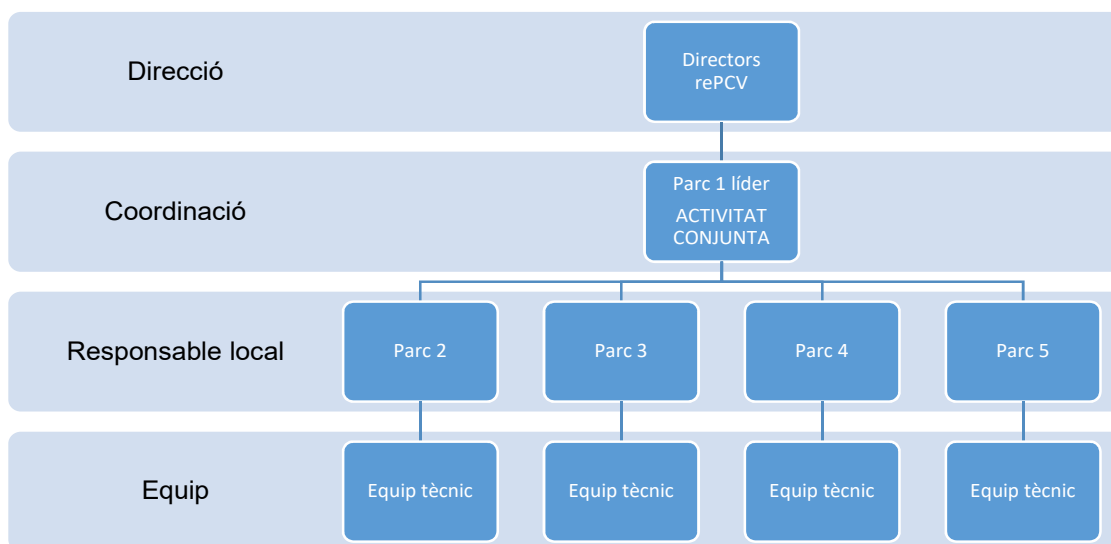 Direcció
Directors
rePCV
Coordinació
Parc 1 líder
ACTIVITAT
CONJUNTA
Responsable local
Parc 2
Parc 3
Parc 4
Parc 5
Equip
Equip tècnic
Equip tècnic
Equip tècnic
Equip tècnic